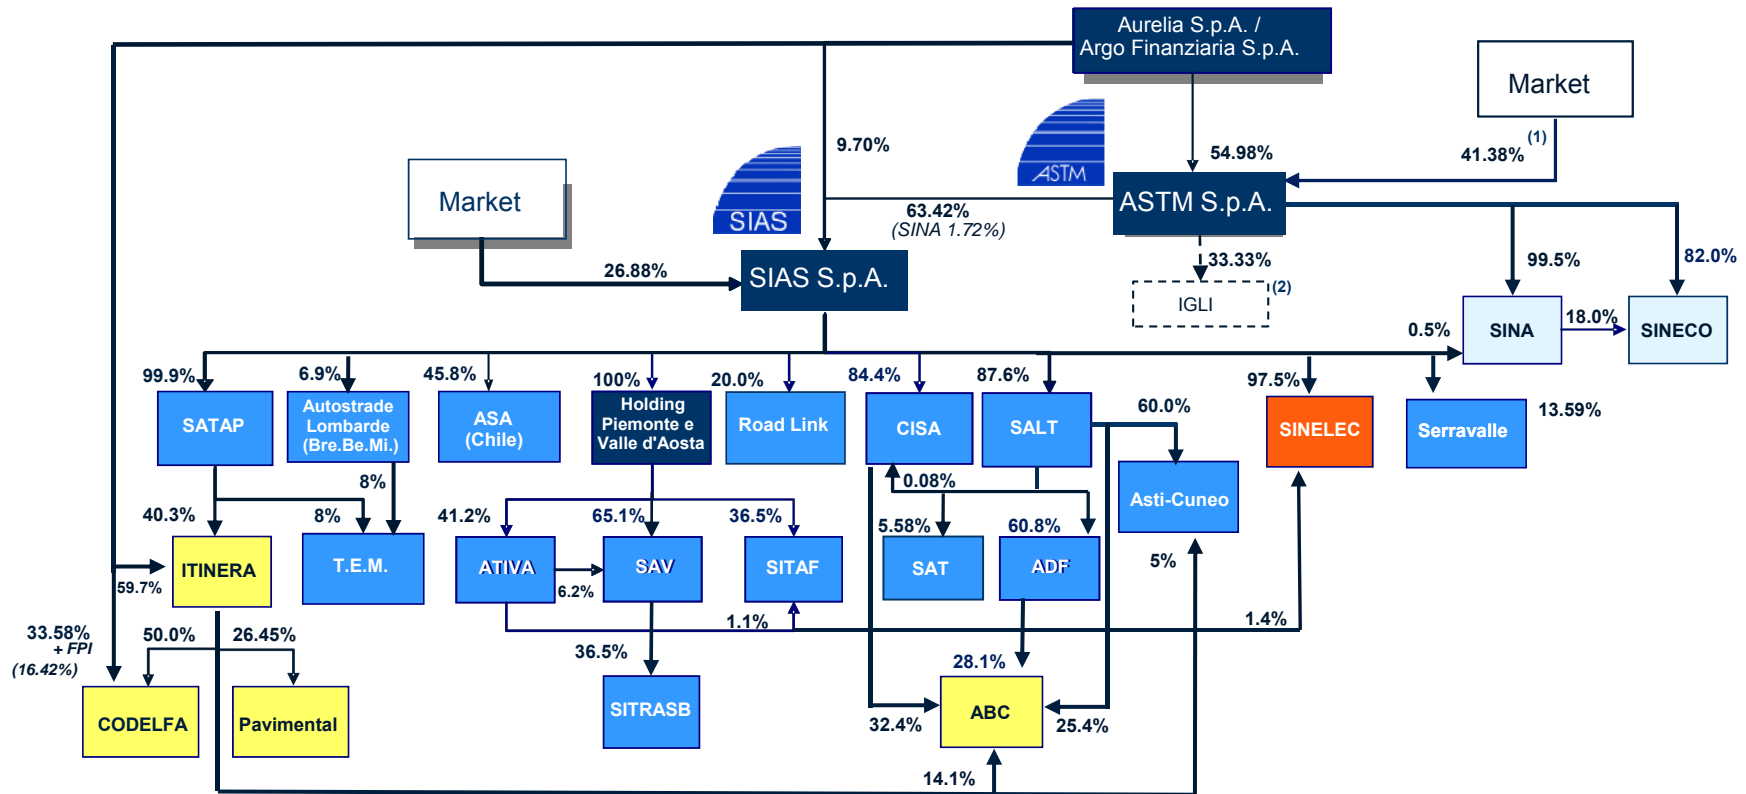 Aurelia S.p.A. /
Argo Finanziaria S.p.A.
Market
(1)
9.70%
54.98%
41.38%
ASTM
Market
SIAS
ASTM S.p.A.
63.42%
(SINA 1.72%)
26.88%
SIAS S.p.A.
33.33%
(2)
IGLI
99.5%
82.0%
0.5%
SINA
18.0%
SINECO
99.9%
6.9%
45.8%
100%
20.0%
84.4%
87.6%
60.0%
97.5%
13.59%
SATAP
Autostrade
Lombarde
(Bre.Be.Mi.)
ASA
(Chile)
Holding
Piemonte e
Valle d'Aosta
Road Link
CISA
SALT
SINELEC
Serravalle
8%
0.08%
Asti-Cuneo
40.3%
8%
41.2%
65.1%
36.5%
5.58%
60.8%
5%
ITINERA
T.E.M.
ATIVA
6.2%
SAV
SITAF
SAT
ADF
59.7%
1.1%
1.4%
33.58%
+ FPI
(16.42%)
50.0%
26.45%
36.5%
28.1%
CODELFA
Pavimental
SITRASB
ABC
32.4%
25.4%
14.1%